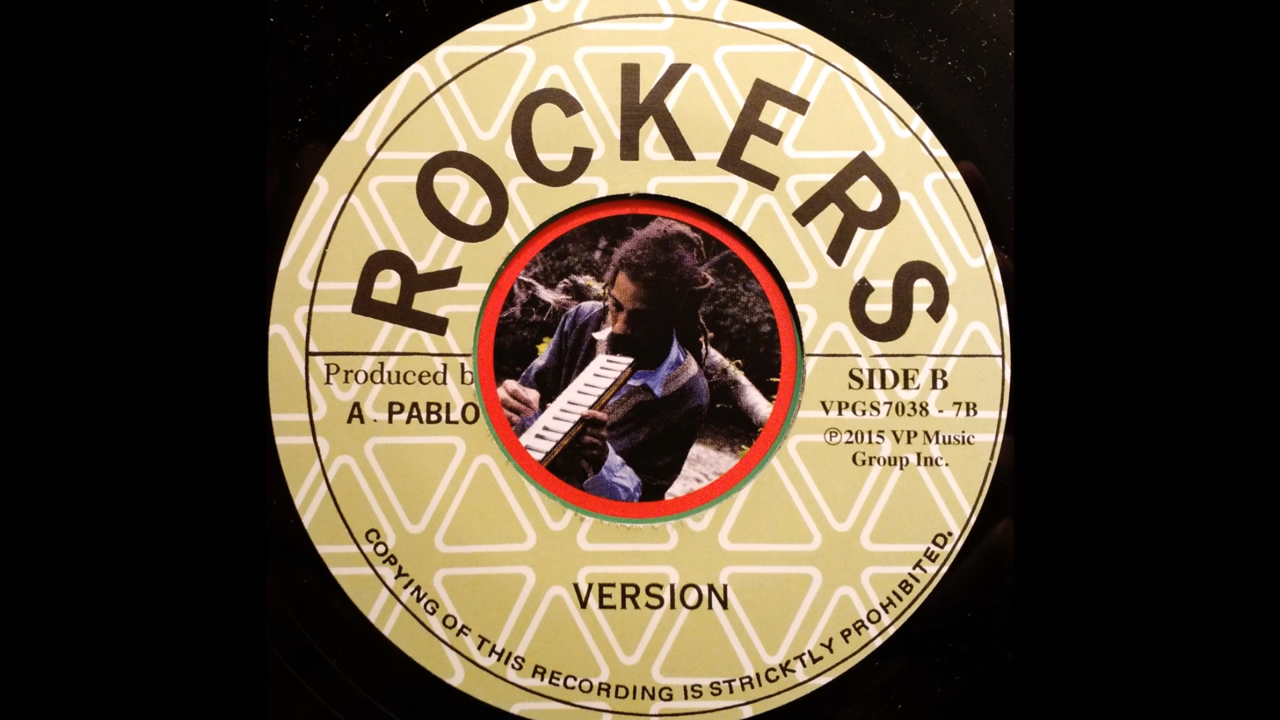 ROCKERS
Produced b
A. PABLO
SIDE B
VPGS7038 - 7B
℗2015 VP Music
Group Inc.
VERSION
COPYING OF THIS RECORDING IS STRICKTLY PROHIBITED.